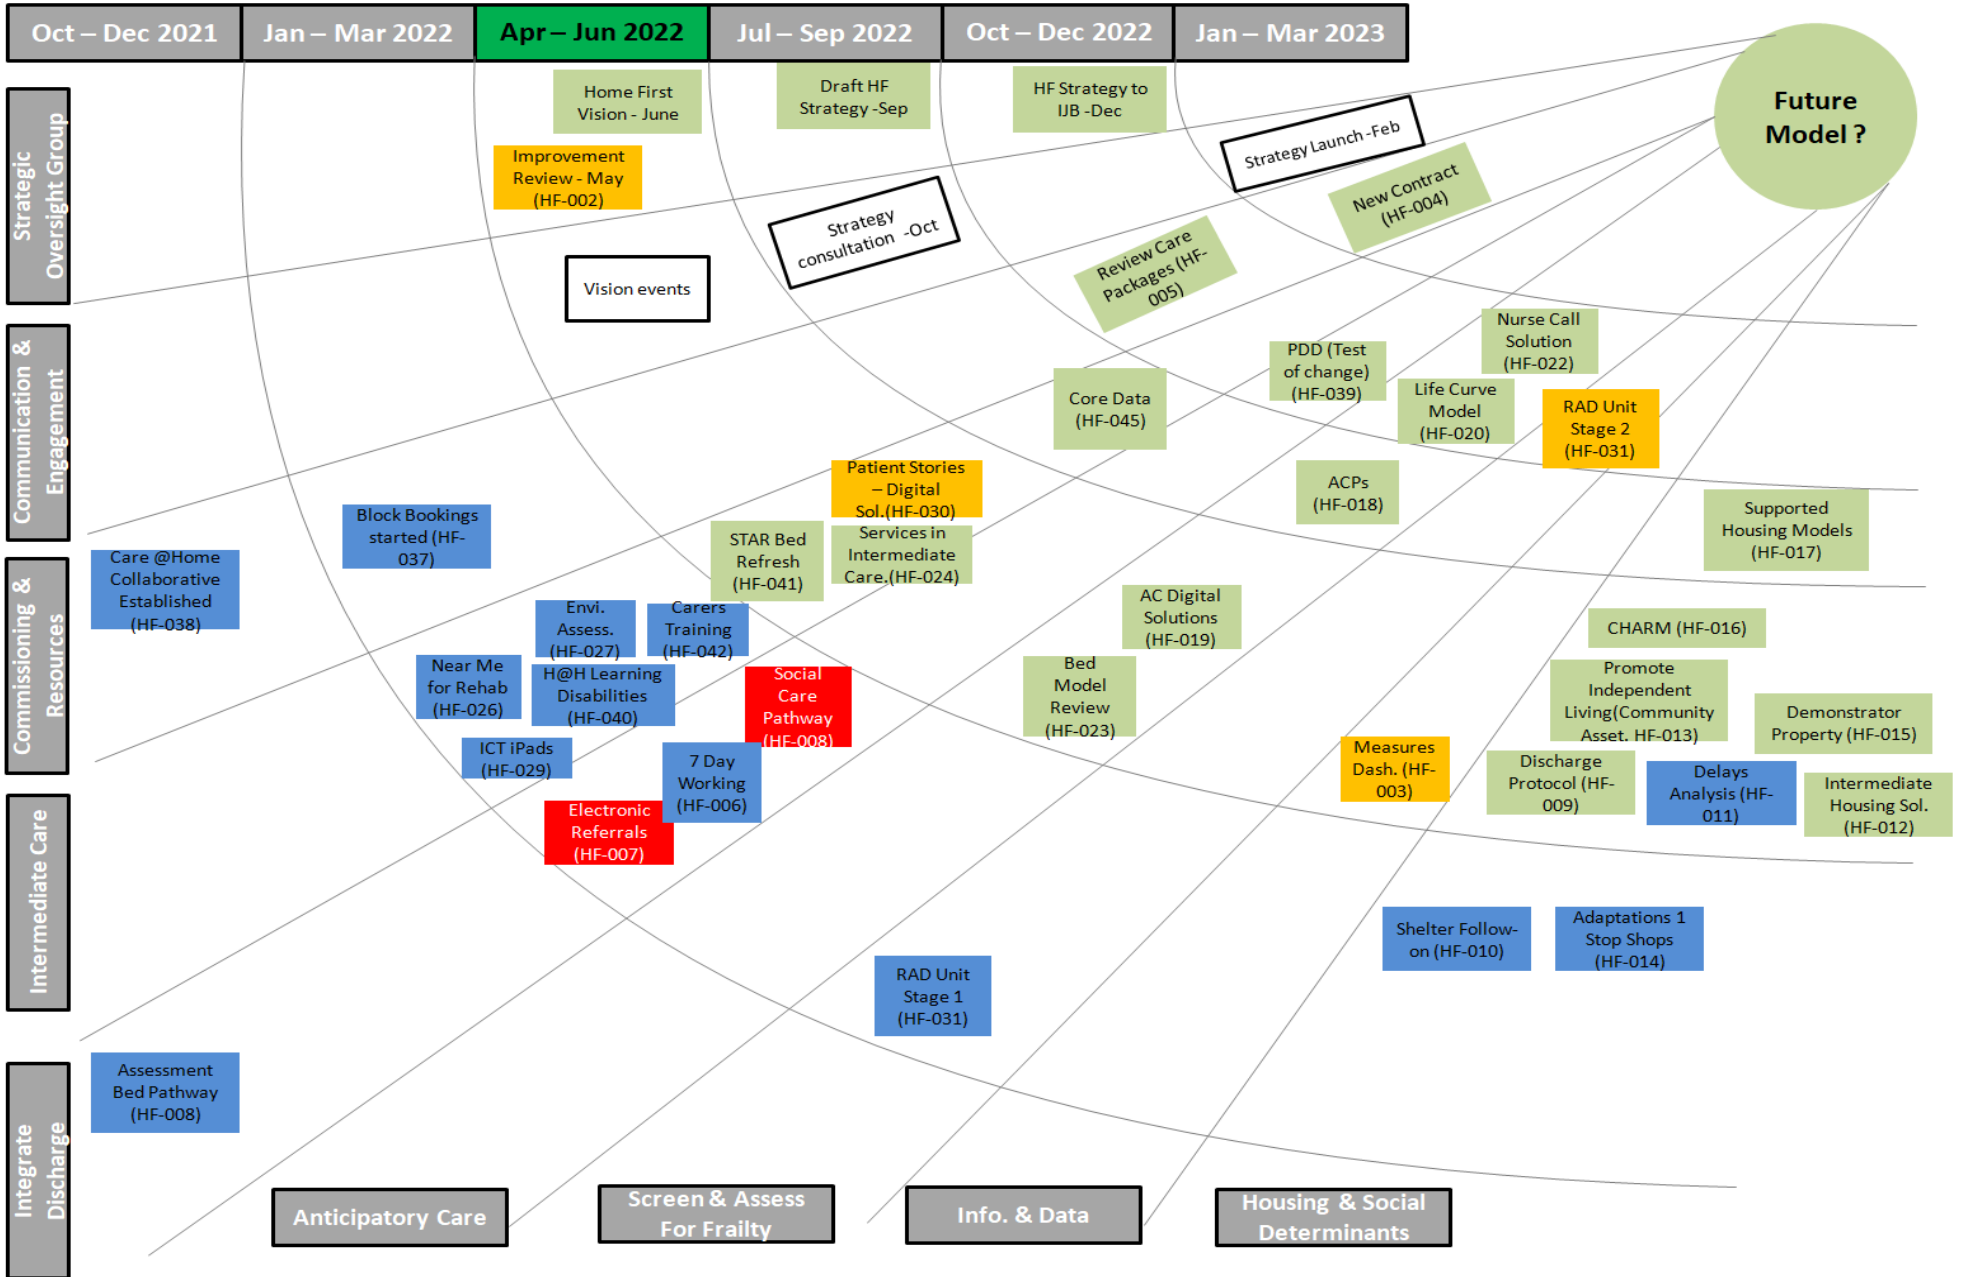 Oct – Dec 2021
Jan – Mar 2022
Apr – Jun 2022
Jul – Sep 2022
Oct – Dec 2022
Jan – Mar 2023
Future
Model ?
Strategic
Oversight Group
Home First
Vision - June
Draft HF
Strategy -Sep
HF Strategy to
IJB -Dec
Strategy Launch -Feb
Improvement
Review - May
(HF-002)
New Contract
(HF-004)
Strategy
consultation -Oct
Review Care
Packages (HF-
005)
Vision events
Communication &
Engagement
Nurse Call
Solution
(HF-022)
PDD (Test
of change)
(HF-039)
Core Data
(HF-045)
Life Curve
Model
(HF-020)
RAD Unit
Stage 2
(HF-031)
Patient Stories
– Digital
Sol.(HF-030)
ACPs
(HF-018)
Supported
Housing Models
(HF-017)
Block Bookings
started (HF-
037)
STAR Bed
Refresh
(HF-041)
Services in
Intermediate
Care.(HF-024)
Commissioning &
Resources
Care @Home
Collaborative
Established
(HF-038)
Envi.
Assess.
(HF-027)
Carers
Training
(HF-042)
AC Digital
Solutions
(HF-019)
CHARM (HF-016)
Near Me
for Rehab
(HF-026)
H@H Learning
Disabilities
(HF-040)
Social
Care
Pathway
(HF-008)
Bed
Model
Review
(HF-023)
Promote
Independent
Living(Community
Asset. HF-013)
Demonstrator
Property (HF-015)
ICT iPads
(HF-029)
7 Day
Working
(HF-006)
Measures
Dash. (HF-
003)
Discharge
Protocol (HF-
009)
Delays
Analysis (HF-
011)
Intermediate
Housing Sol.
(HF-012)
Electronic
Referrals
(HF-007)
Intermediate Care
Shelter Follow-
on (HF-010)
Adaptations 1
Stop Shops
(HF-014)
RAD Unit
Stage 1
(HF-031)
Integrate
Discharge
Assessment
Bed Pathway
(HF-008)
Anticipatory Care
Screen & Assess
For Frailty
Info. & Data
Housing & Social
Determinants